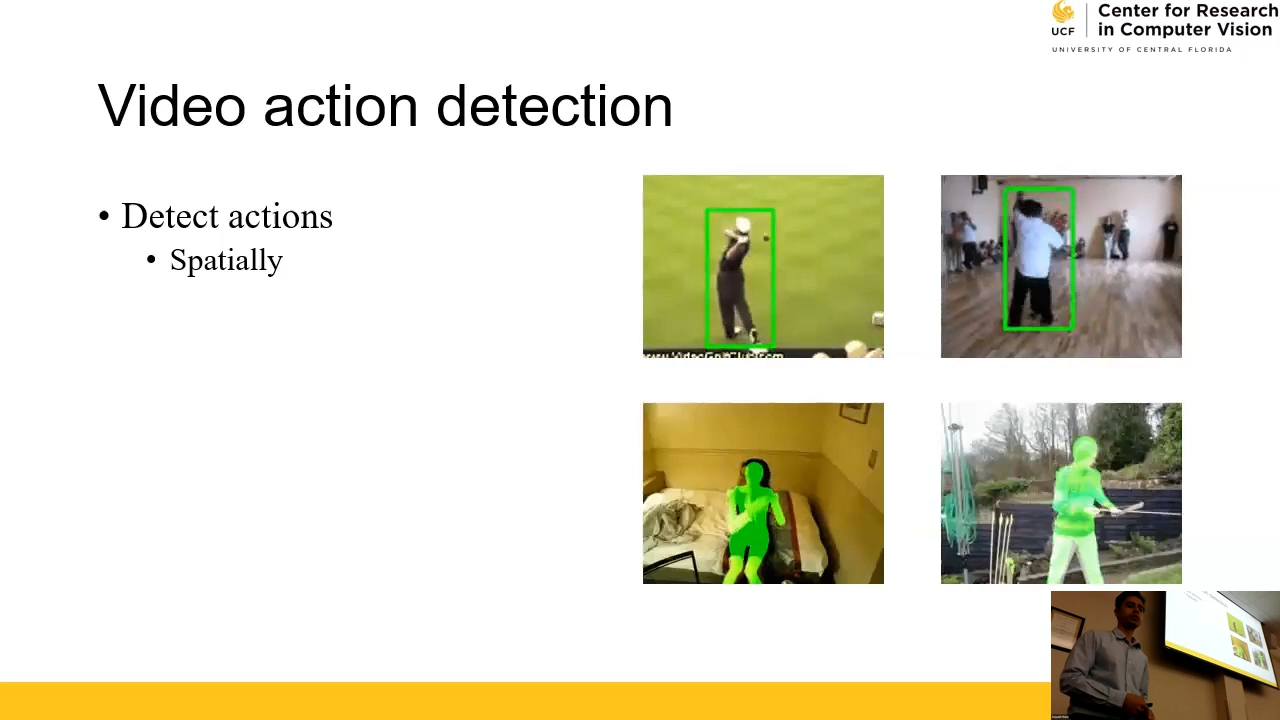 Center for Research
in Computer Vision
UCF
UNIVERSITY OF CENTRAL FLORIDA
Video action detection
• Detect actions
• Spatially